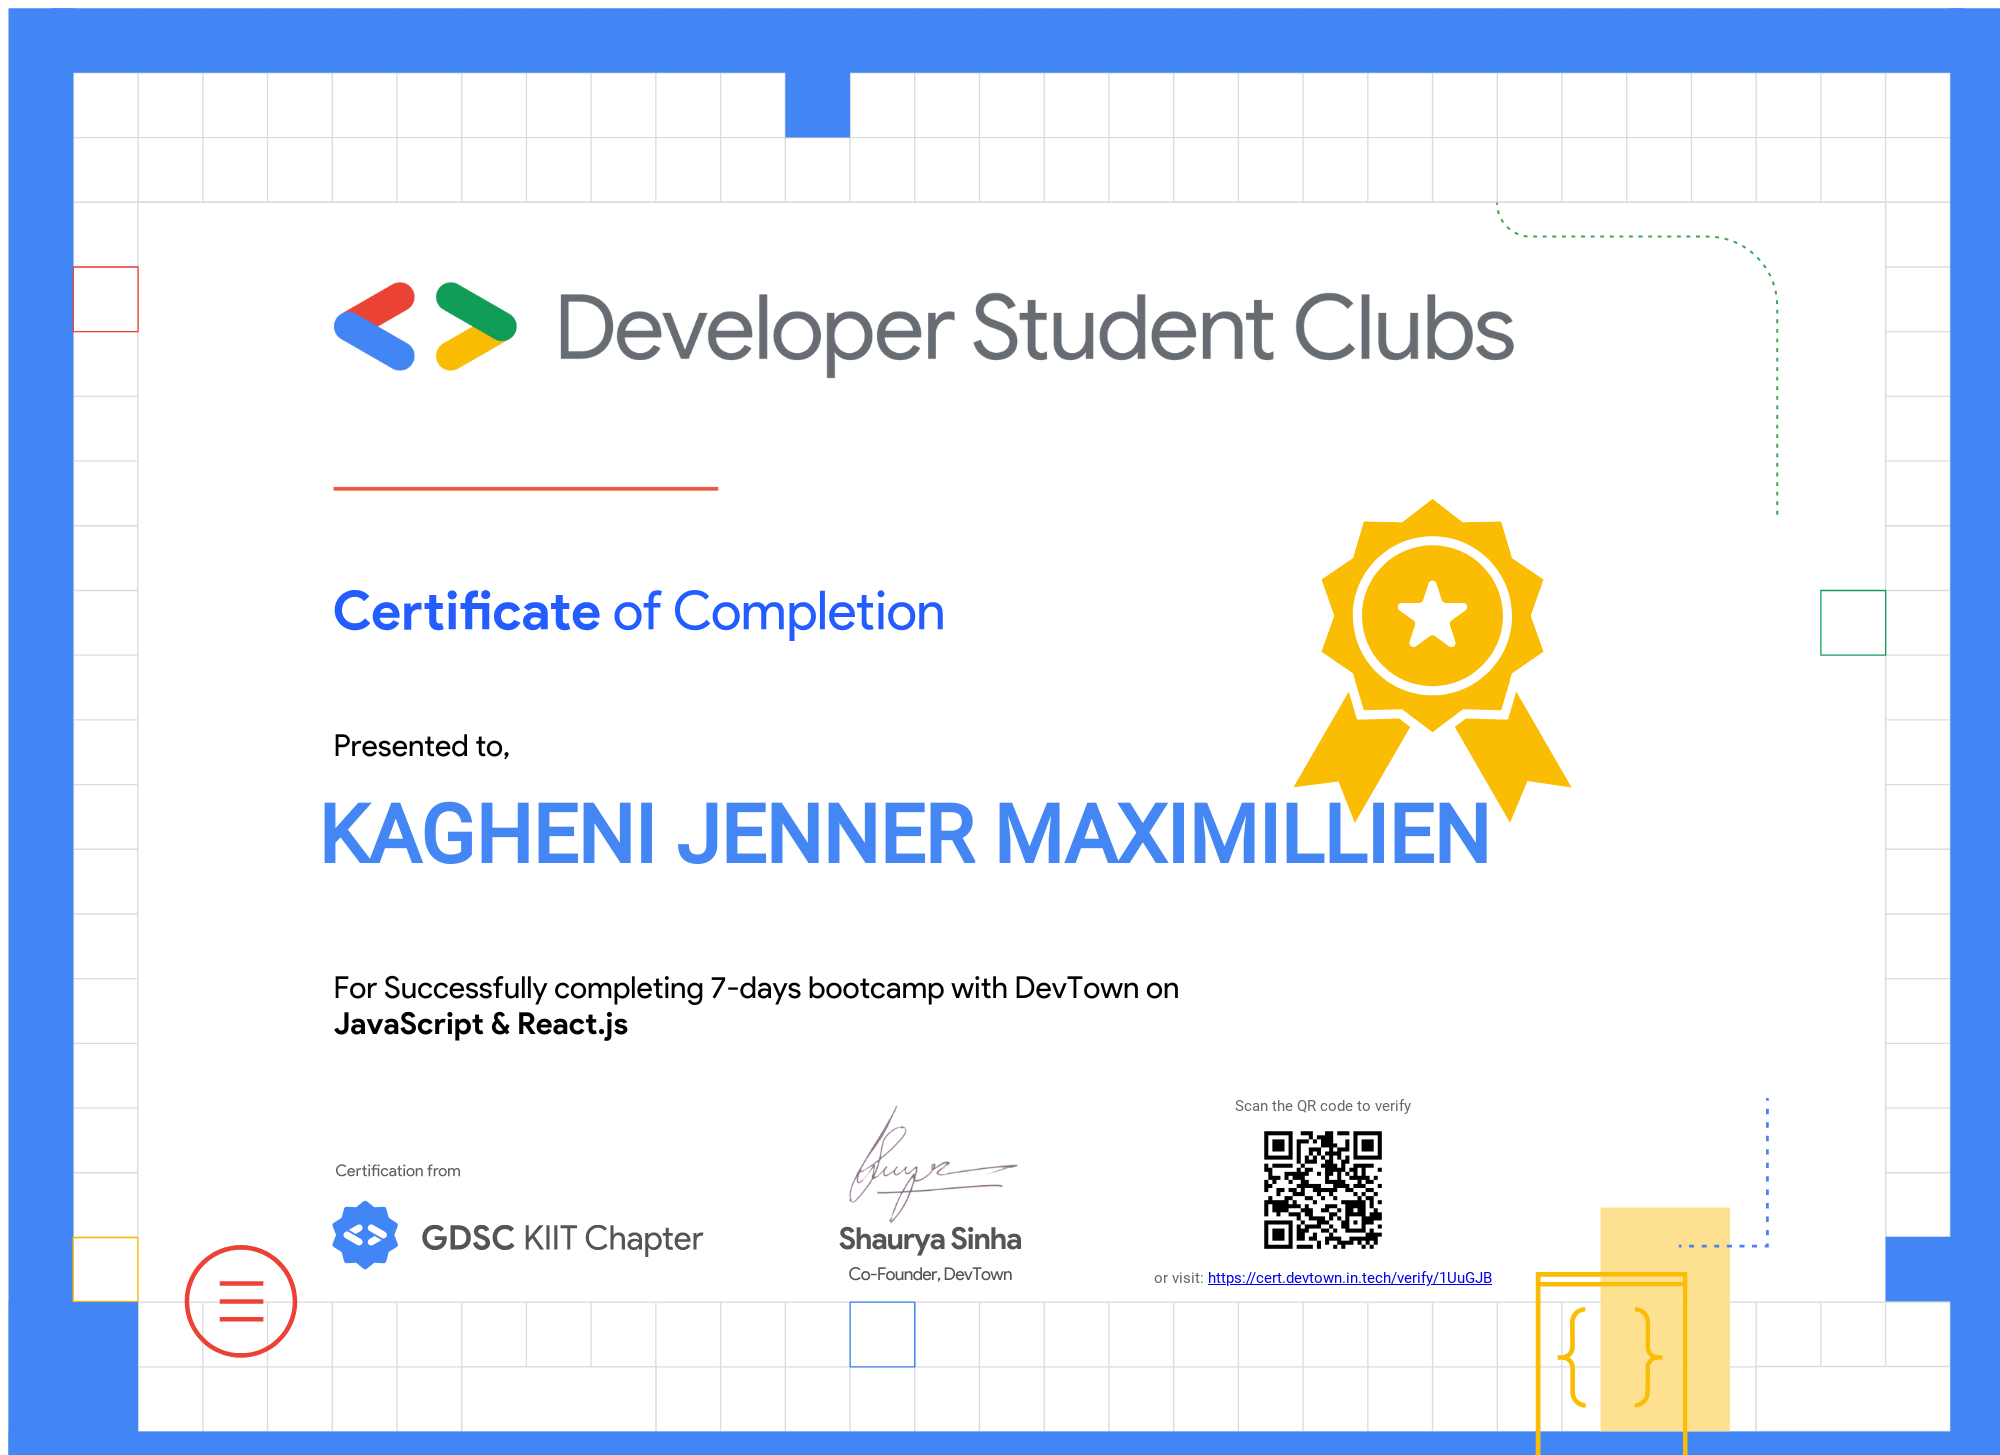 Developer Student Clubs
Certificate of Completion
Presented to,
KAGHENI JENNER MAXIMILLIEN
For Successfully completing 7-days bootcamp with DevTown on
JavaScript & React.js
Certification from
GDSC KIIT Chapter
Shaurya Sinha
Co-Founder, DevTown
Scan the QR code to verify
or visit: https://cert.devtown.in.tech/verify/1UuGJB
{ }